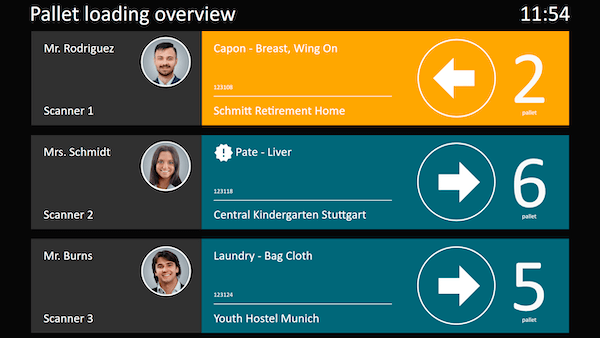 Pallet loading overview
11:54
Mr. Rodriguez
Scanner 1
Capon - Breast, Wing On
123108
Schmitt Retirement Home
2
pallet
Mrs. Schmidt
Scanner 2
Pate - Liver
123118
Central Kindergarten Stuttgart
6
pallet
Mr. Burns
Scanner 3
Laundry - Bag Cloth
123124
Youth Hostel Munich
5
pallet